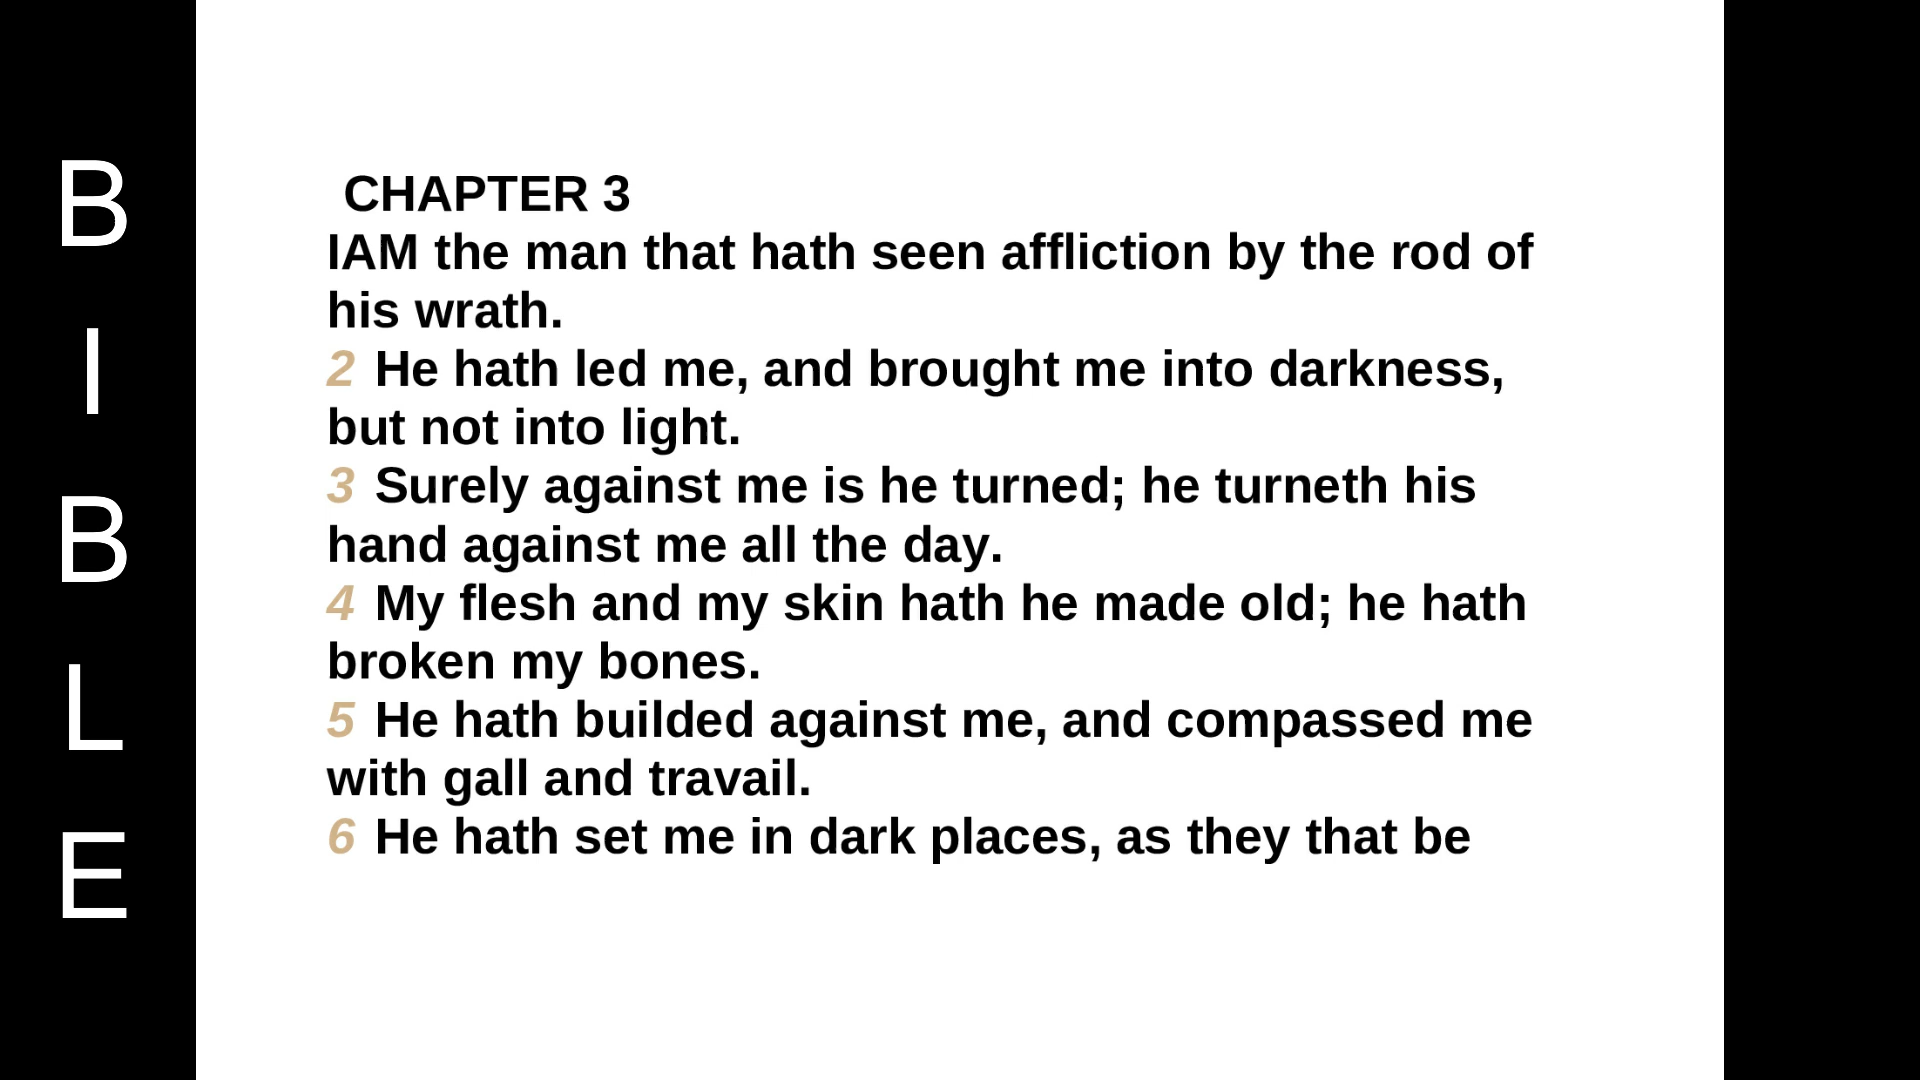 B
I
B
L
E
CHAPTER 3
IAM the man that hath seen affliction by the rod of
his wrath.
2 He hath led me, and brought me into darkness,
but not into light.
3 Surely against me is he turned; he turneth his
hand against me all the day.
4 My flesh and my skin hath he made old; he hath
broken my bones.
5 He hath builded against me, and compassed me
with gall and travail.
6 He hath set me in dark places, as they that be